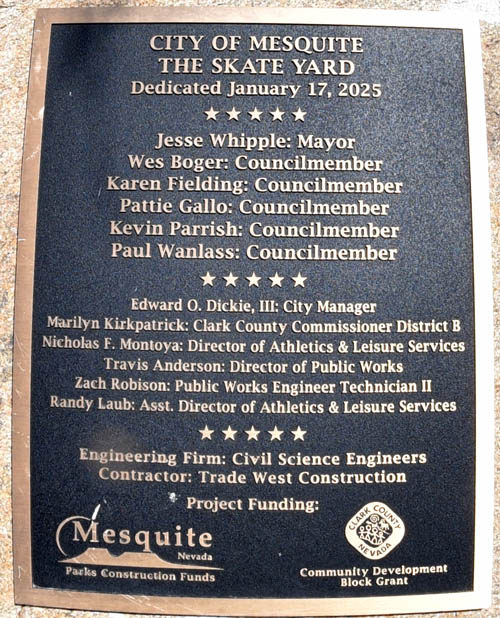 CITY OF MESQUITE
THE SKATE YARD
Dedicated January 17, 2025
Jesse Whipple: Mayor
Wes Boger: Councilmember
Karen Fielding: Councilmember
Pattie Gallo: Councilmember
Kevin Parrish: Councilmember
Paul Wanlass: Councilmember
Edward O. Dickie, III: City Manager
Marilyn Kirkpatrick: Clark County Commissioner District B
Nicholas F. Montoya: Director of Athletics & Leisure Services
Travis Anderson: Director of Public Works
Zach Robison: Public Works Engineer Technician II
Randy Laub: Asst. Director of Athletics & Leisure Services
Engineering Firm: Civil Science Engineers
Contractor: Trade West Construction
Project Funding:
Mesquite
Nevada
Parks Construction Funds
CLARK COUNTY
NEVADA
Community Development
Block Grant